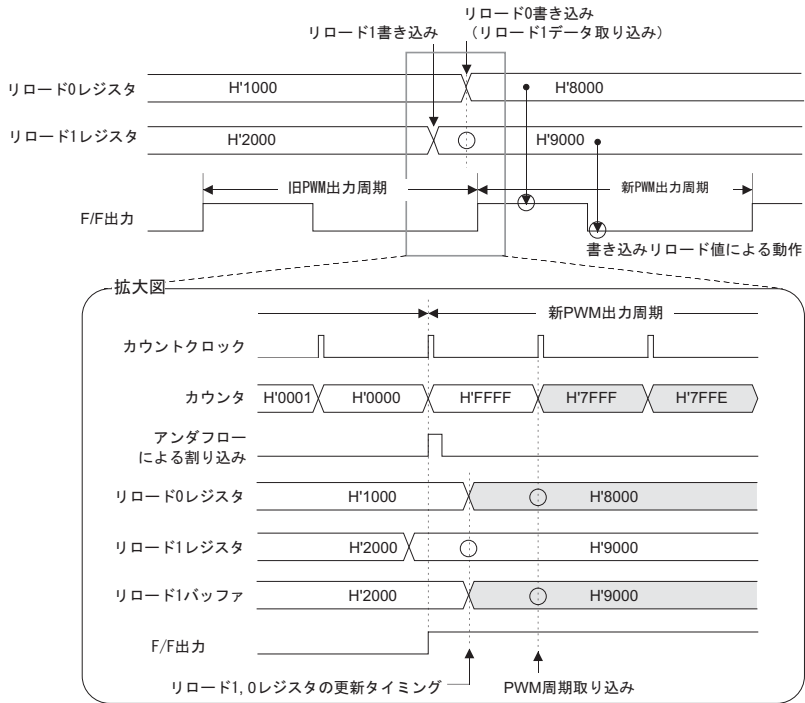 リロード0書き込み
リロード1書き込み （リロード1データ取り込み）
リロード0レジスタ H'1000 H'8000
リロード1レジスタ H'2000 H'9000
旧PWM出力周期 新PWM出力周期
F/F出力
書き込みリロード値による動作
拡大図
新PWM出力周期
カウントクロック
カウンタ H'0001 H'0000 H'FFFF H'7FFF H'7FFE
アンダフロー
による割り込み
リロード0レジスタ H'1000 H'8000
リロード1レジスタ H'2000 H'9000
リロード1バッファ H'2000 H'9000
F/F出力
リロード1, 0レジスタの更新タイミング PWM周期取り込み